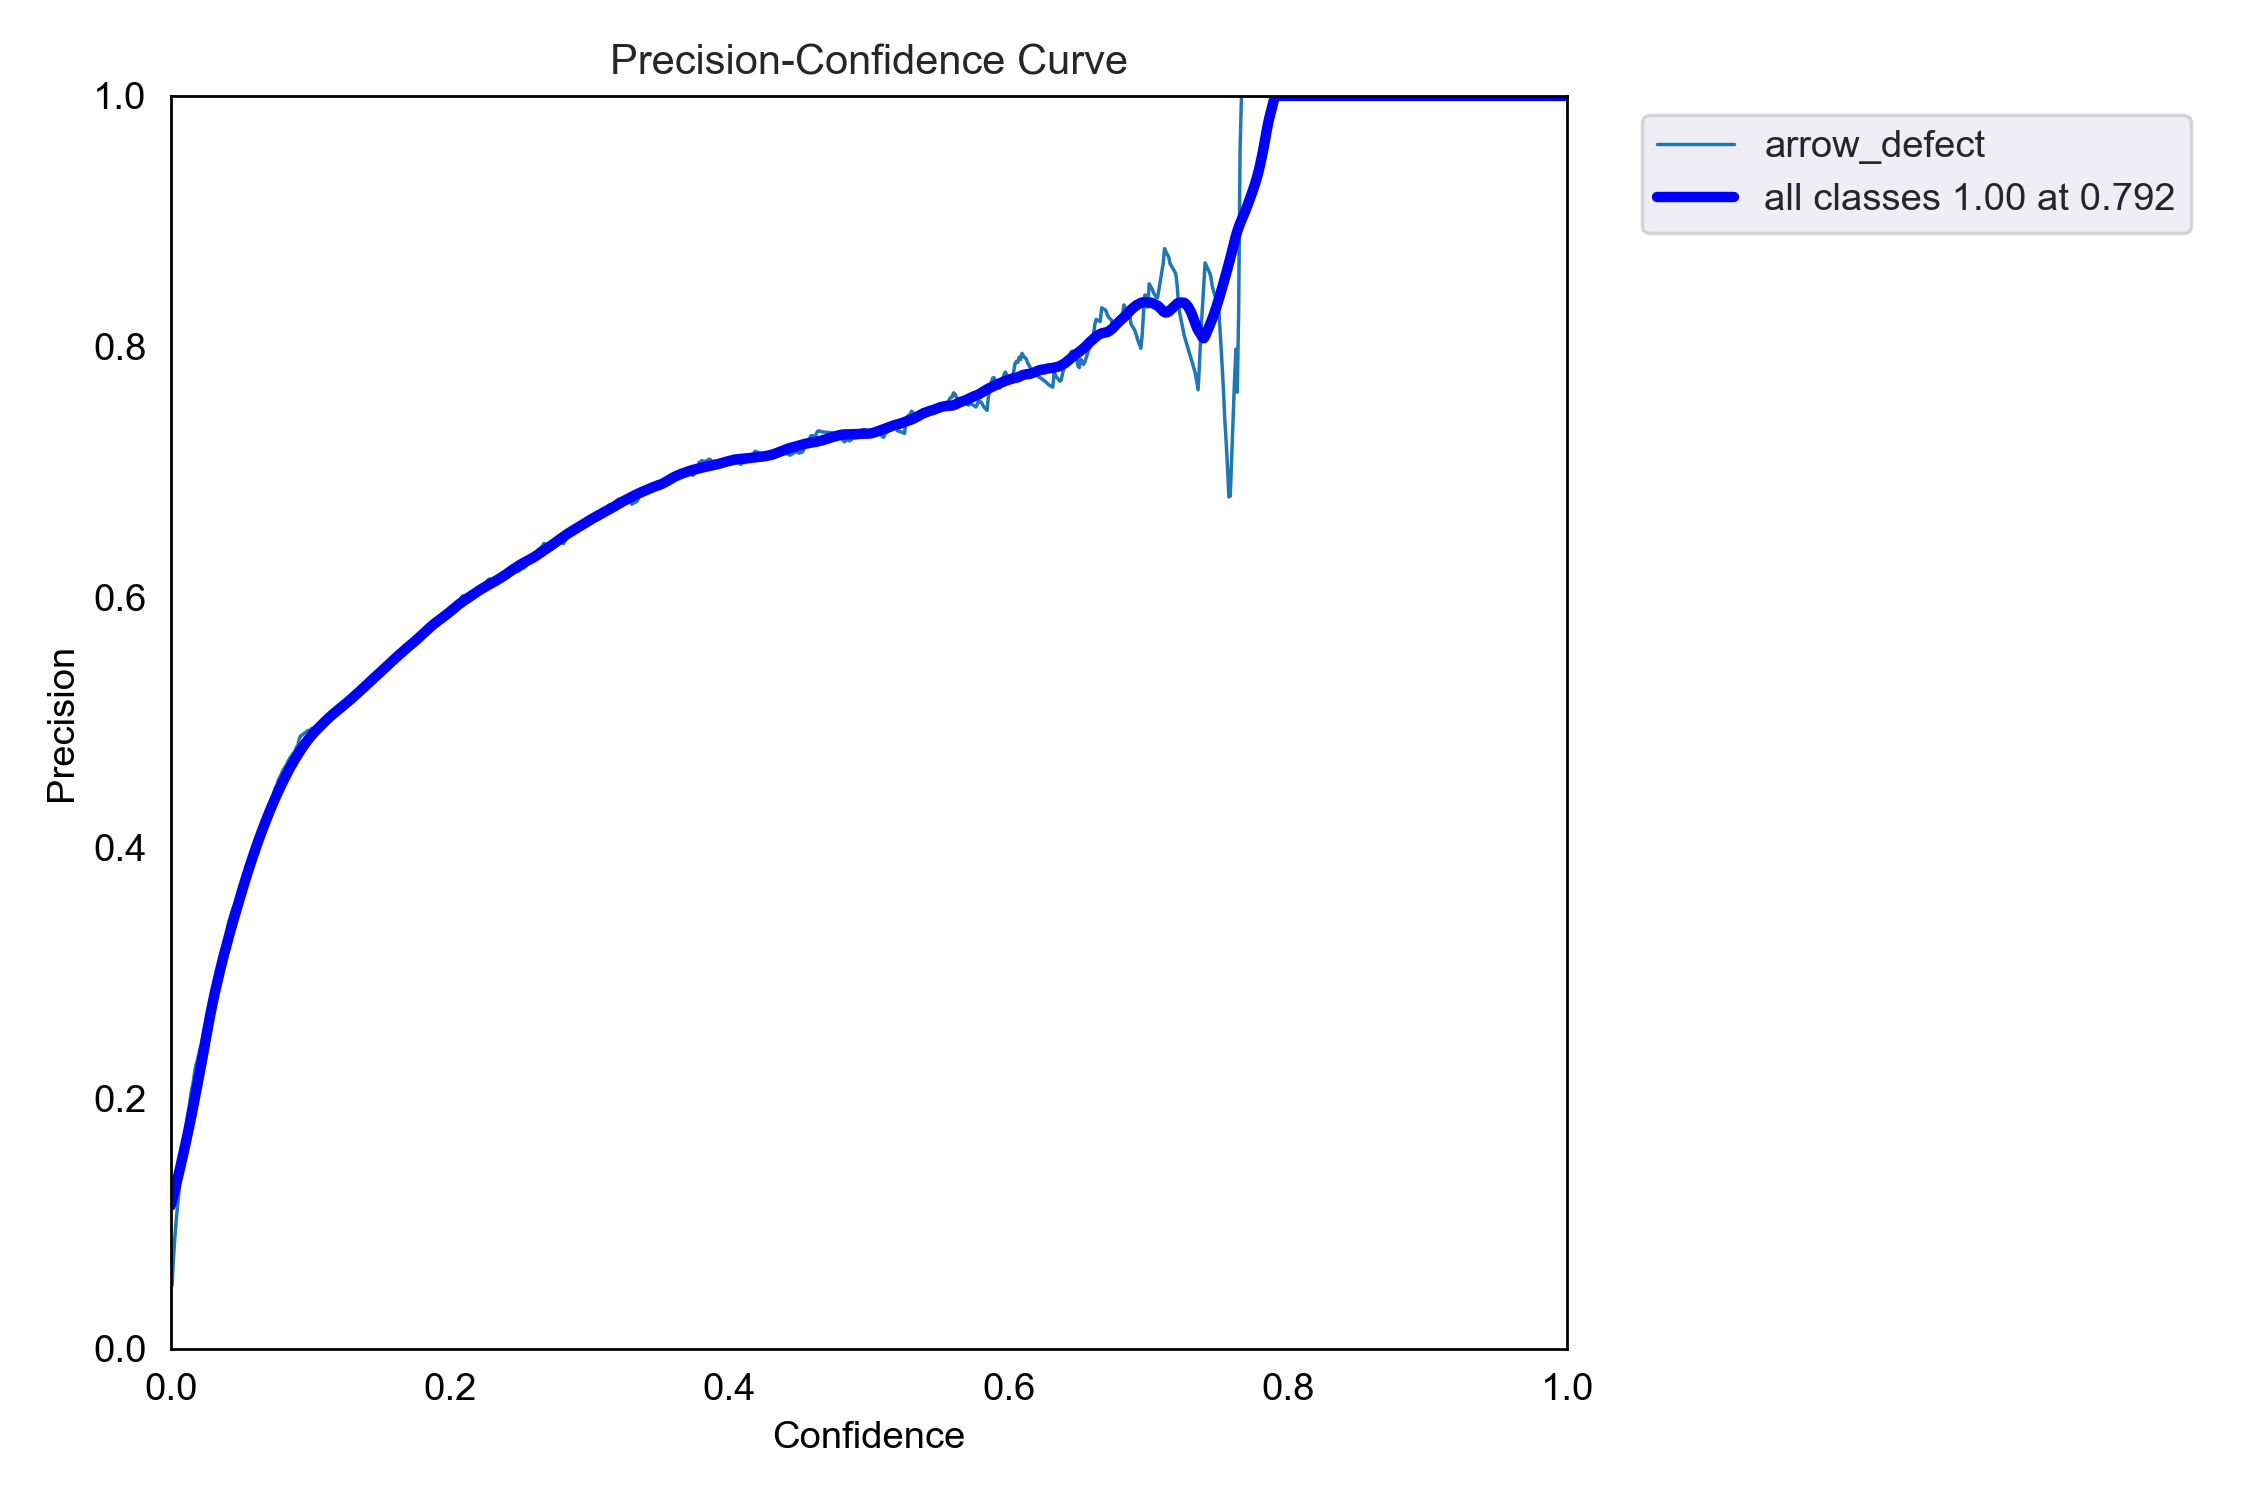 Precision-Confidence Curve
1.0
0.8
0.6
0.4
0.2
0.0
Precision
0.0 0.2 0.4 0.6 0.8 1.0
Confidence
arrow_defect
all classes 1.00 at 0.792